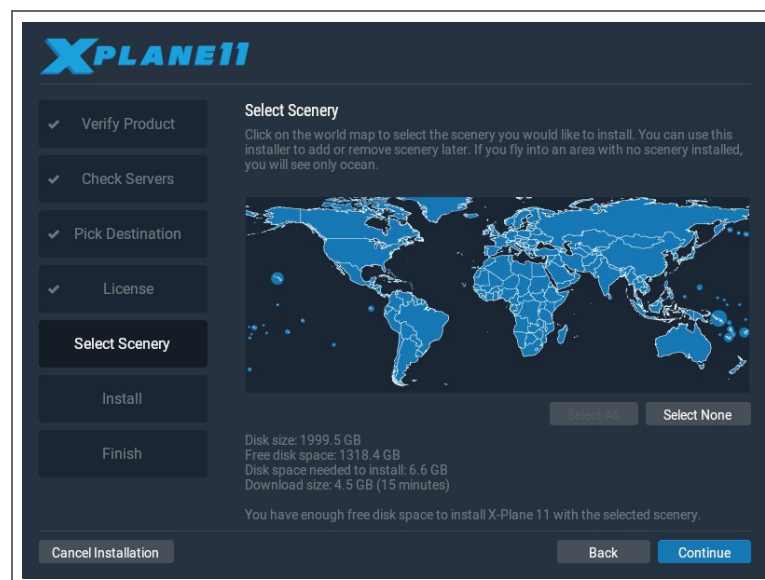 XPLANE11
Verify Product
Check Servers
Pick Destination
License
Select Scenery
Install
Finish
Select Scenery
Click on the world map to select the scenery you would like to install. You can use this
installer to add or remove scenery later. If you fly into an area with no scenery installed,
you will see only ocean.
Select All
Select None
Disk size: 1999.5 GB
Free disk space: 1318.4 GB
Disk space needed to install: 6.6 GB
Download size: 4.5 GB (15 minutes)
You have enough free disk space to install X-Plane 11 with the selected scenery.
Cancel Installation
Back
Continue